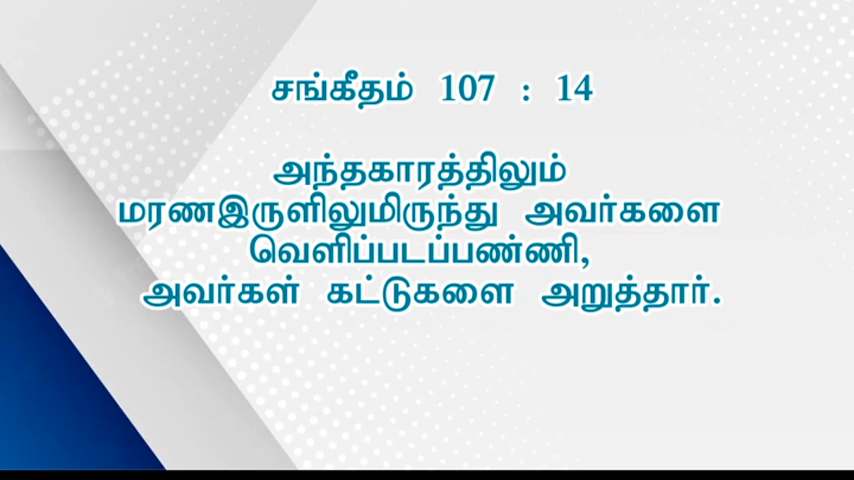 சங்கீதம் 107 : 14
அந்தகாரத்திலும்
மரணஇருளிலுமிருந்து அவர்களை
வெளிப்படப்பண்ணி,
அவர்கள் கட்டுகளை அறுத்தார்.